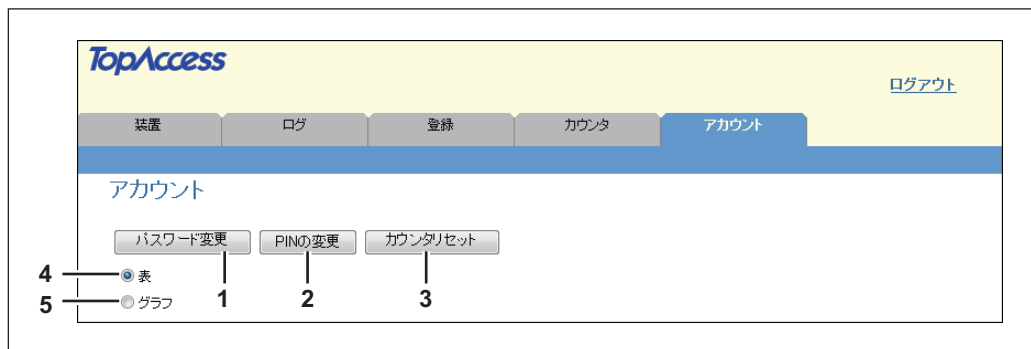 TopAccess
ログアウト
装置 ログ 登録 カウンタ アカウント
アカウント
パスワード変更 PINの変更 カウンタリセット
4 表
5 グラフ 1 2 3